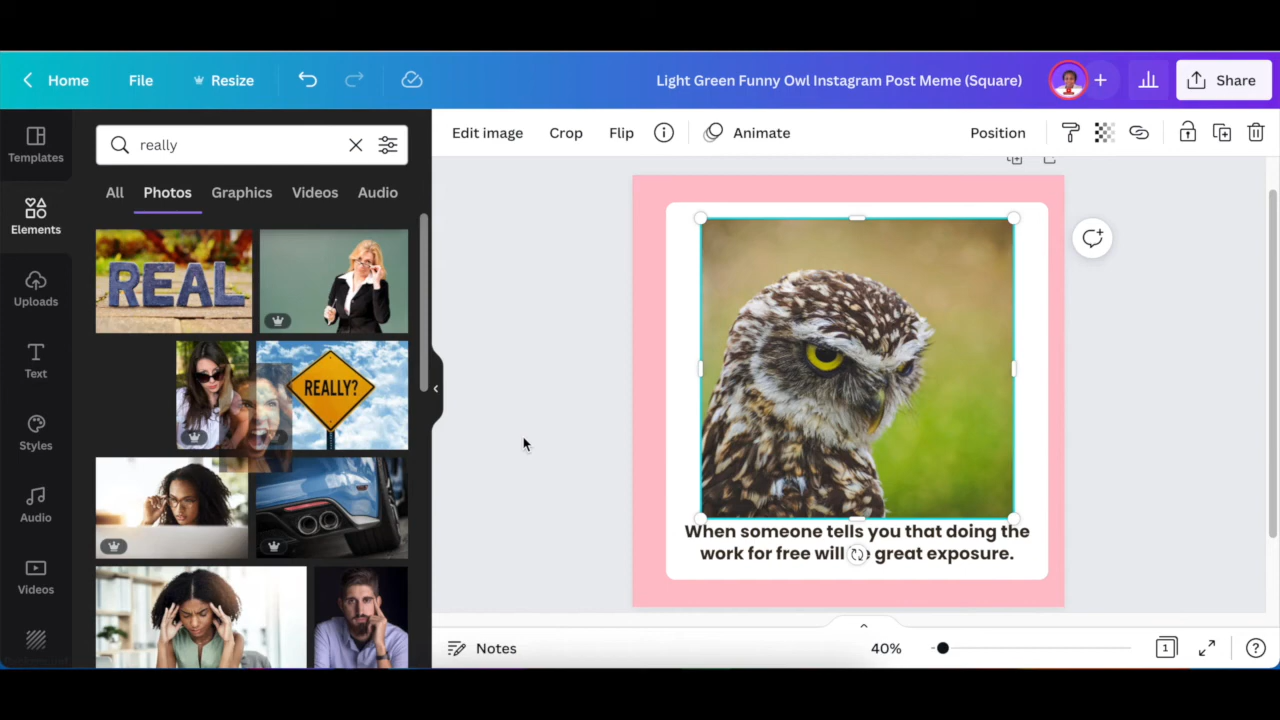 Home
File
Resize
Light Green Funny Owl Instagram Post Meme (Square)
Share
Templates
Elements
Uploads
Text
Styles
Audio
Videos
really
All
Photos
Graphics
Videos
Audio
REAL
REALLY?
Edit image
Crop
Flip
Animate
Position
When someone tells you that doing the
work for free will great exposure.
Notes
40%
1